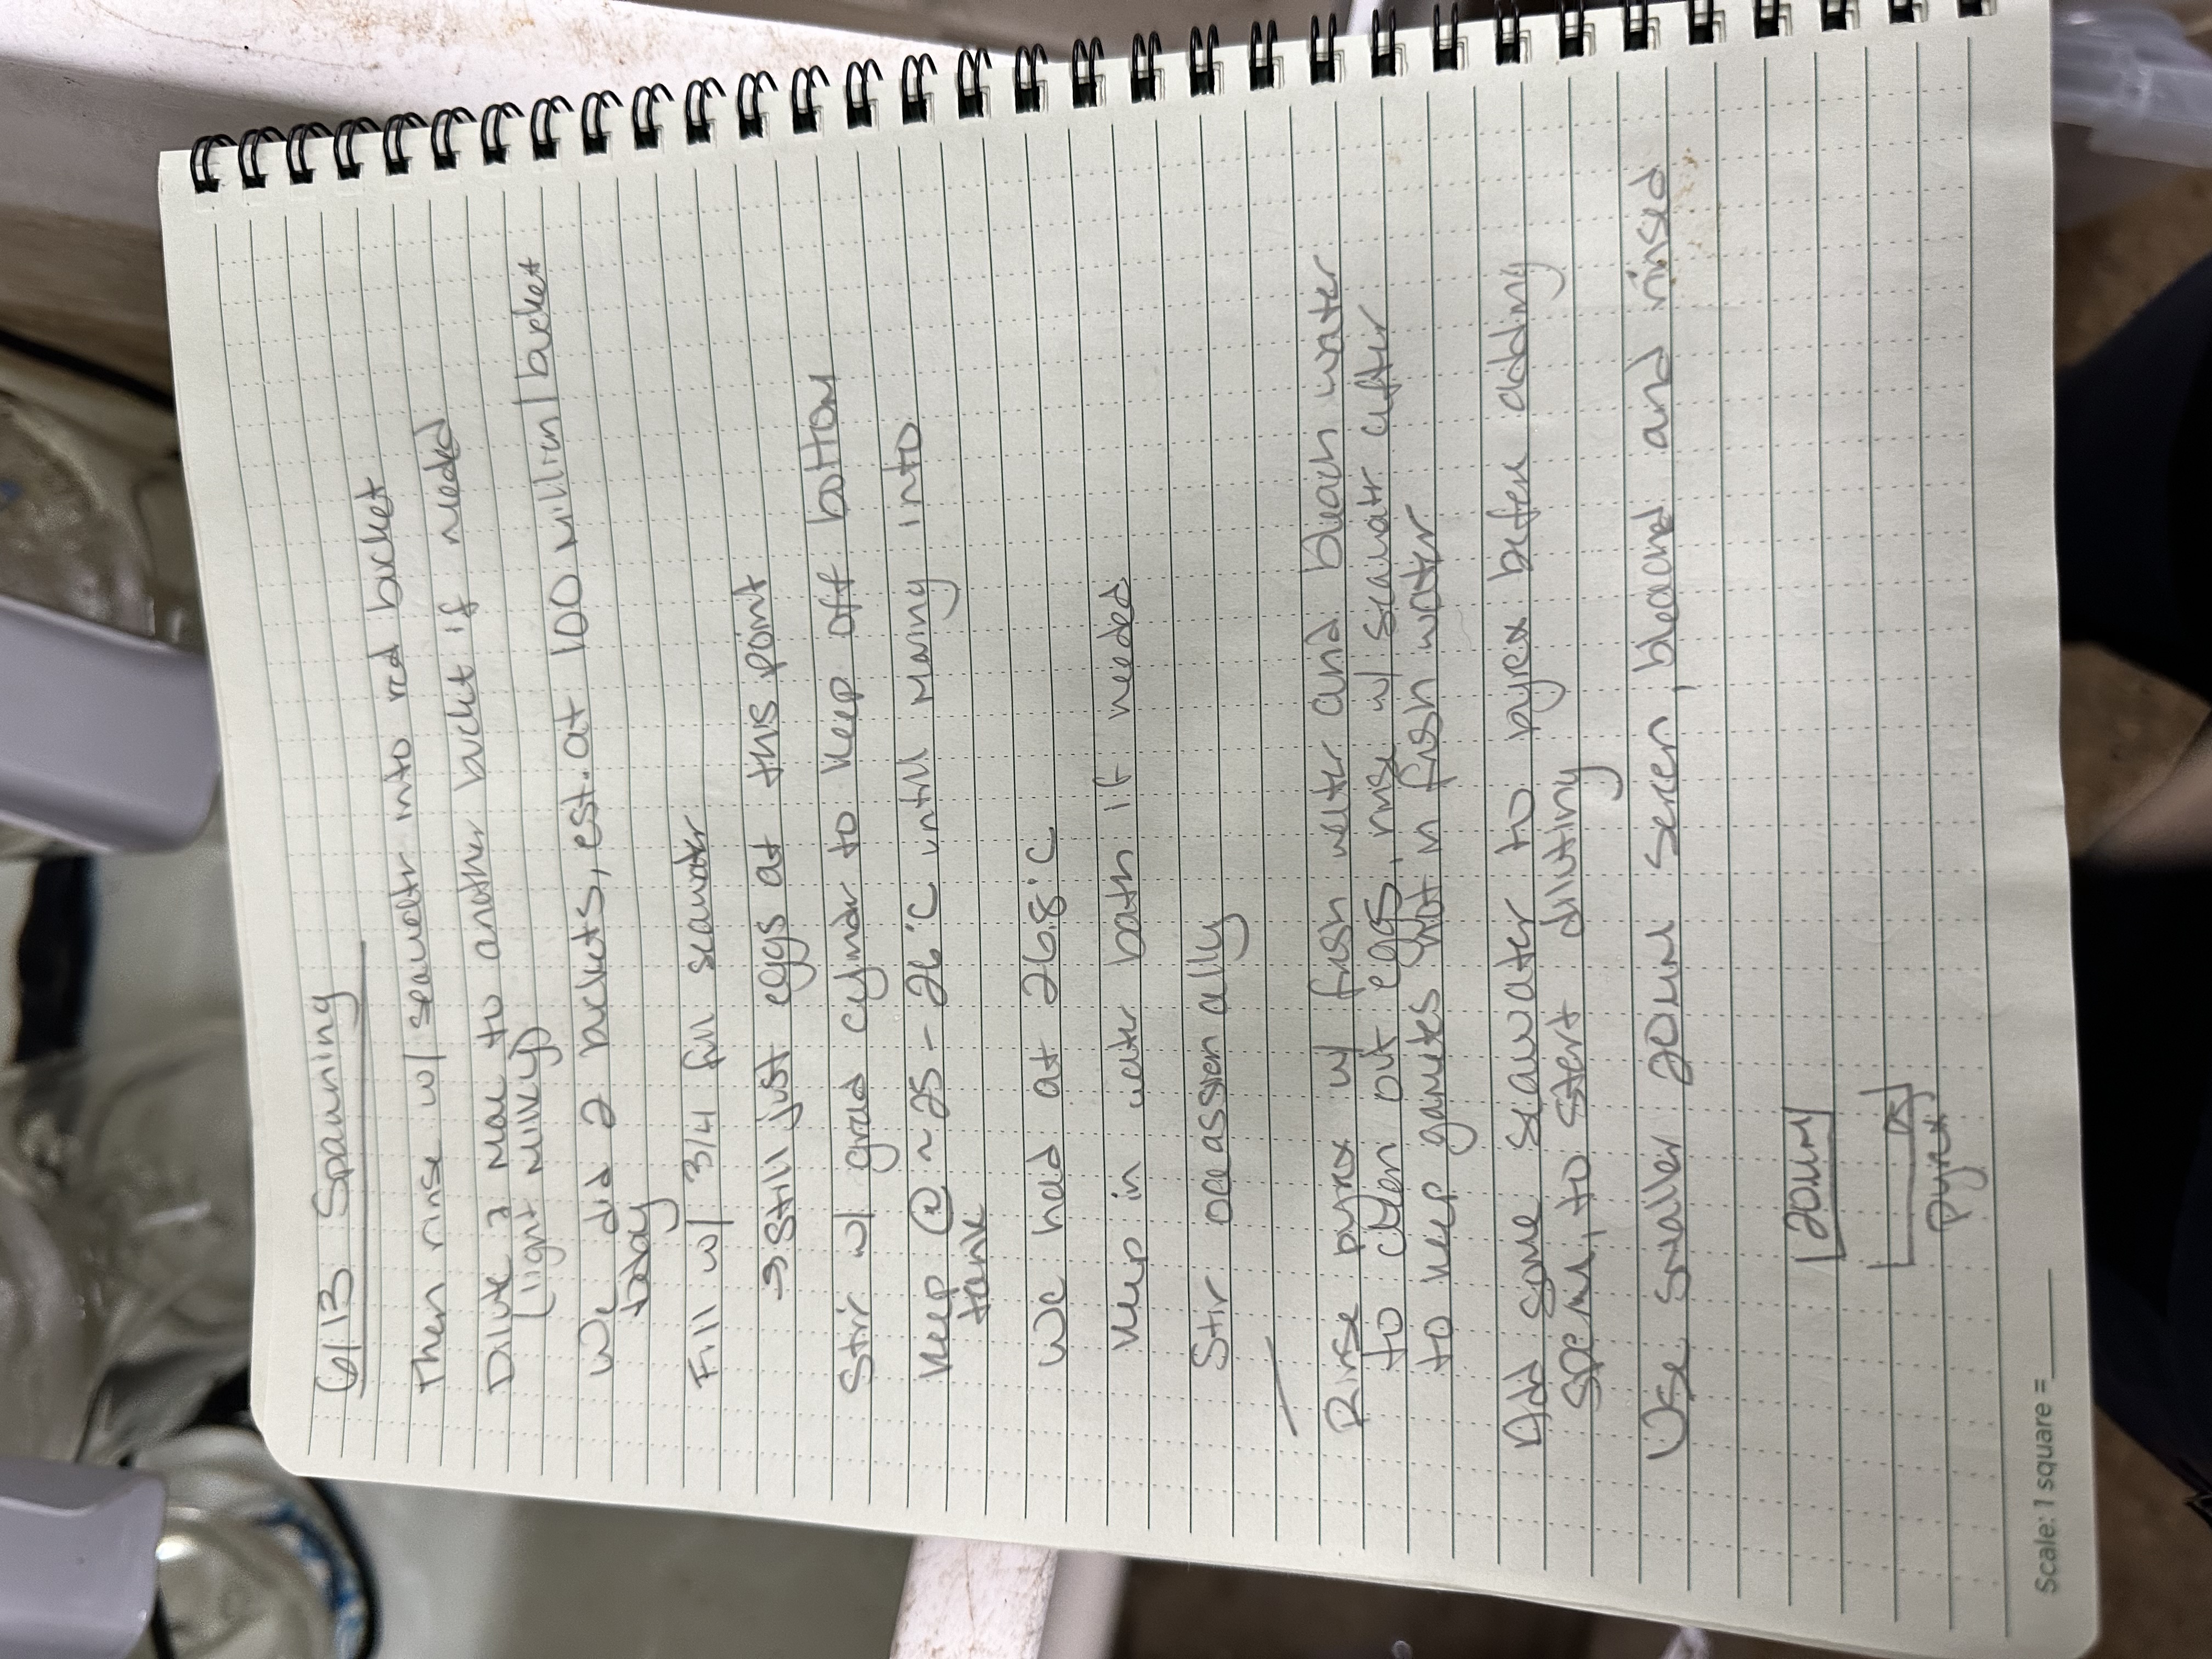 6/13 Spawning
Then rinse w/ seawatr into red bucket
Dilute to another bucket if needed
(light milky)
We did 2 buckets, est. at 100 million/bucket
today
Fill w/ 3/4 full seawater
→ Still just eggs at this point
Stir w/ grad cylinder to keep off bottom
Keep @ ~25 - 26°C untill moving into
tank
We had at 26.8°C
Keep in water bath if needed
Stir occassionally
Rinse pyrex w/ fresh water and bleach water
to clean out eggs, rinse w/ seawatr after
to keep gametes not in fresh water
Add some seawater to pyrex before adding
sperm, to start diluting
Use smaller 20um screen, bleached and rinsed
20um
pyrex
Scale: 1 square =